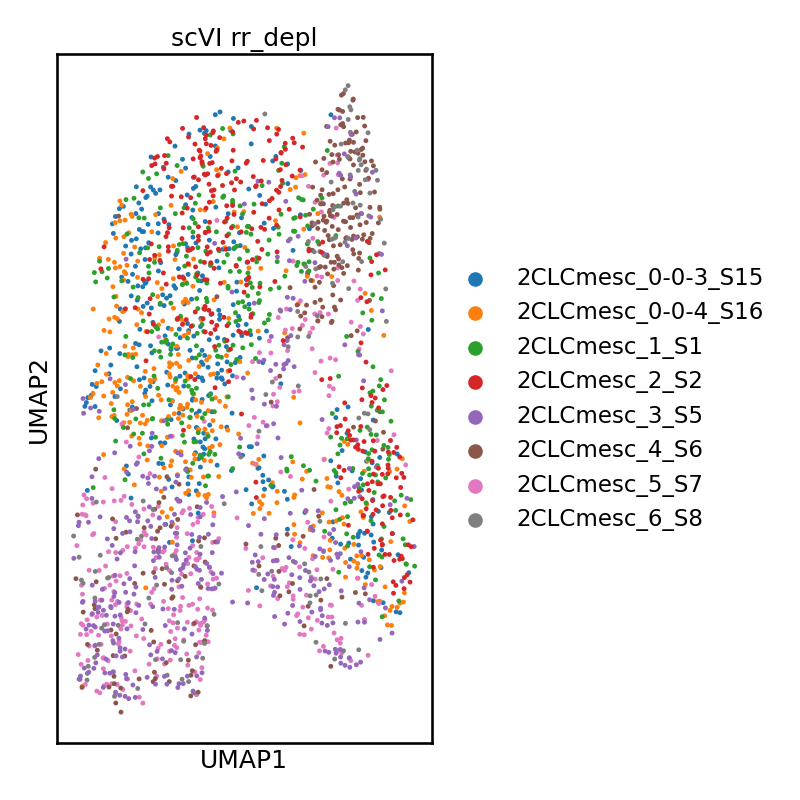 scVI rr_depl
UMAP2
2CLCmesc_0-0-3_S15
2CLCmesc_0-0-4_S16
2CLCmesc_1_S1
2CLCmesc_2_S2
2CLCmesc_3_S5
2CLCmesc_4_S6
2CLCmesc_5_S7
2CLCmesc_6_S8
UMAP1